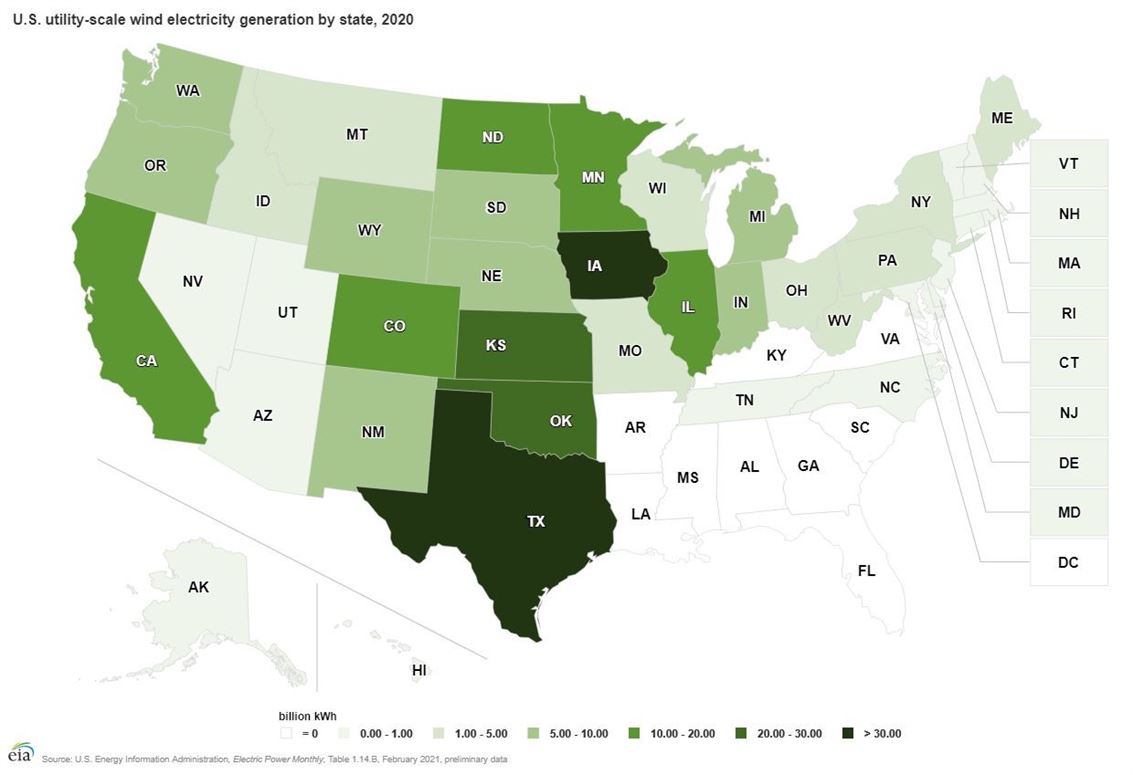 U.S. utility-scale wind electricity generation by state, 2020
WA
MT
ND
ME
OR
MN
VT
ID
SD
WI
NY
NH
WY
MI
IA
PA
MA
NV
NE
IL
IN
OH
RI
UT
CO
WV
VA
KS
KY
CT
CA
MO
NC
NJ
AZ
NM
OK
TN
AR
SC
DE
MS
AL
GA
TX
LA
MD
AK
FL
DC
HI
billion kWh
= 0
0.00 - 1.00
1.00 - 5.00
5.00 - 10.00
10.00 - 20.00
20.00 - 30.00
> 30.00
eia
Source: U.S. Energy Information Administration, Electric Power Monthly, Table 1.14.B, February 2021, preliminary data